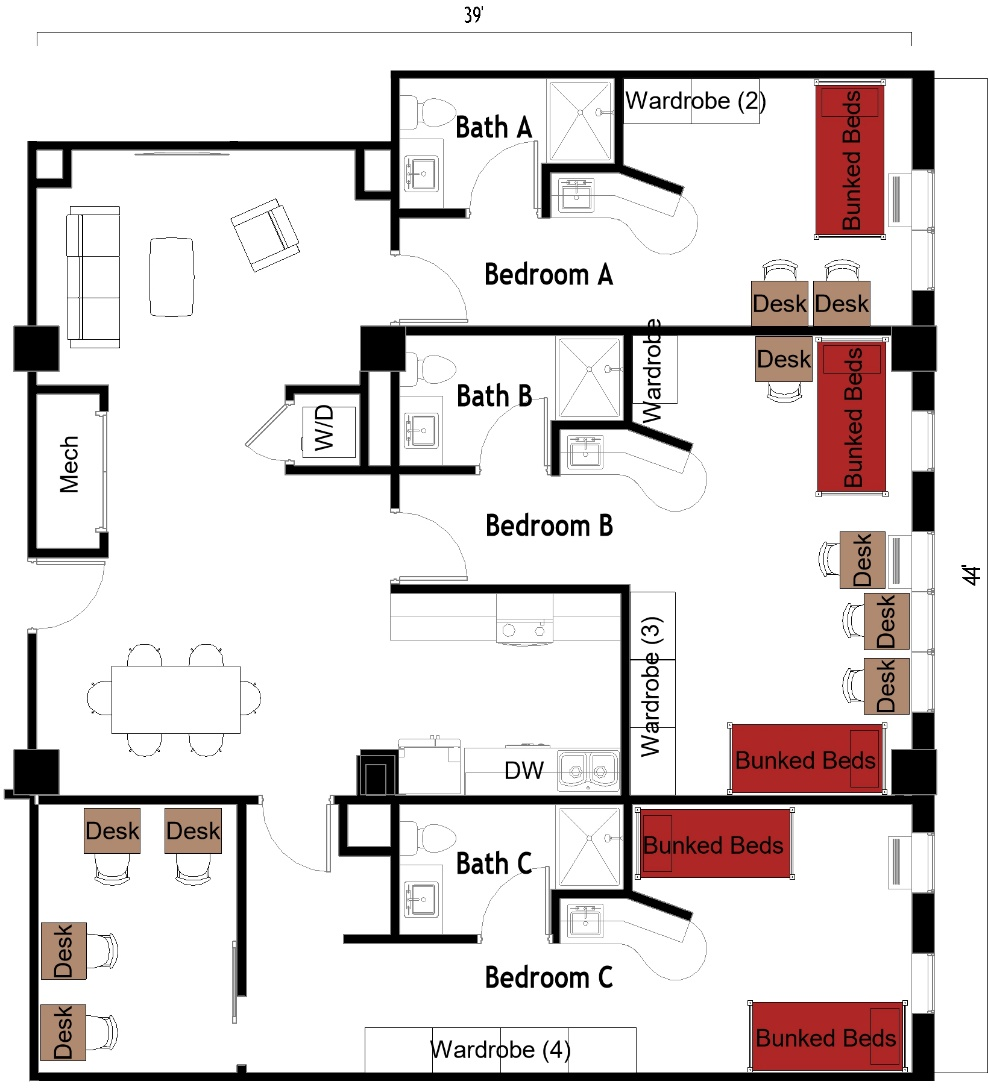 39'
Bath A
Wardrobe (2)
Bunked Beds
Bedroom A
Desk
Desk
Bath B
Wardrobe
Desk
Bunked Beds
W/D
Mech
Bedroom B
Desk
Desk
Desk
44'
Wardrobe (3)
DW
Bunked Beds
Desk
Desk
Bath C
Bunked Beds
Desk
Desk
Bedroom C
Bunked Beds
Wardrobe (4)